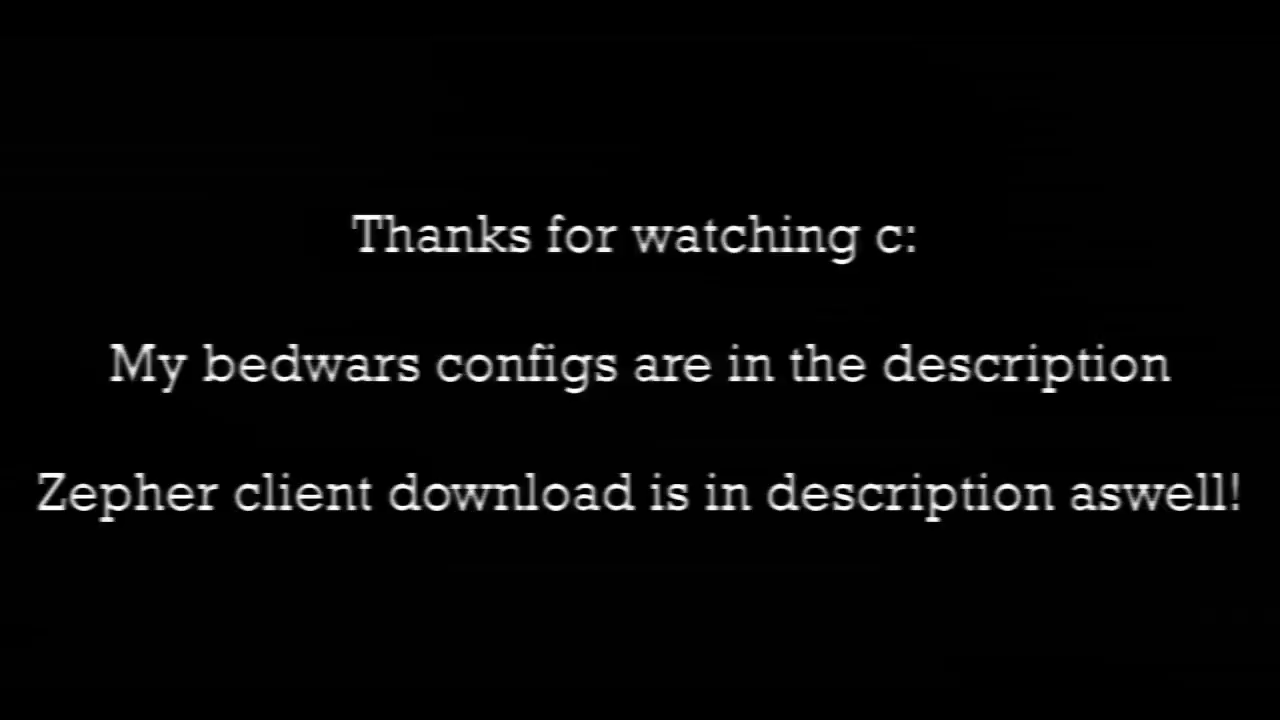 Thanks for watching c:
My bedwars configs are in the description
Zepher client download is in description aswell!